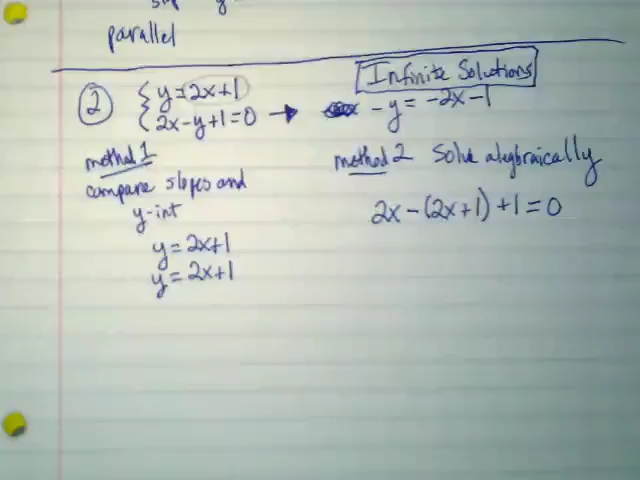 parallel
Infinite Solutions
2 { y = 2x+1
2x-y+1=0 → -y = -2x-1
method 1
compare slopes and
y-int
y = 2x+1
y = 2x+1
method 2 Solve alegbraically
2x-(2x+1)+1=0